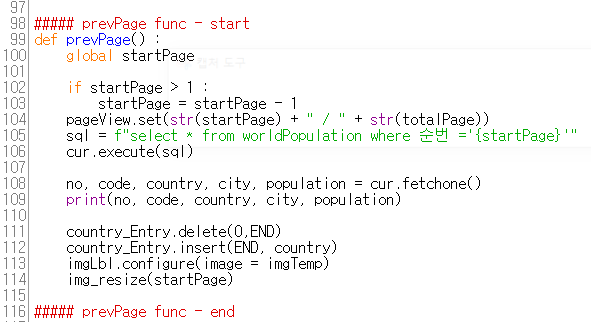 97
98 ##### prevPage func - start
99 def prevPage() :
100     global startPage
캡처 도구
101
102     if startPage > 1 :
103         startPage = startPage - 1
104     pageView.set(str(startPage) + " / " + str(totalPage))
105     sql = f"select * from worldPopulation where 순번 ='{startPage}'"
106     cur.execute(sql)
107
108     no, code, country, city, population = cur.fetchone()
109     print(no, code, country, city, population)
110
111     country_Entry.delete(0,END)
112     country_Entry.insert(END, country)
113     imgLbl.configure(image = imgTemp)
114     img_resize(startPage)
115
116 ##### prevPage func - end